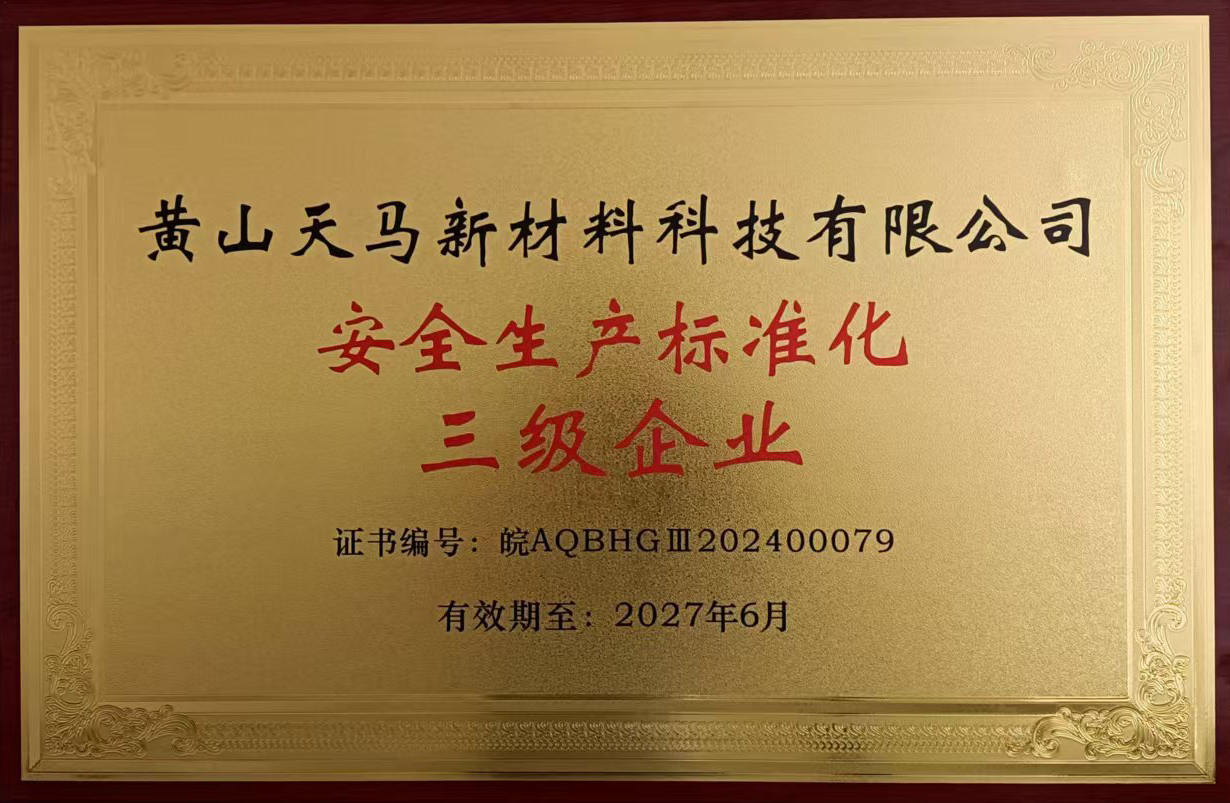 黄山天马新材料科技有限公司
安全生产标准化
三级企业
证书编号：皖AQBHGⅢ202400079
有效期至：2027年6月